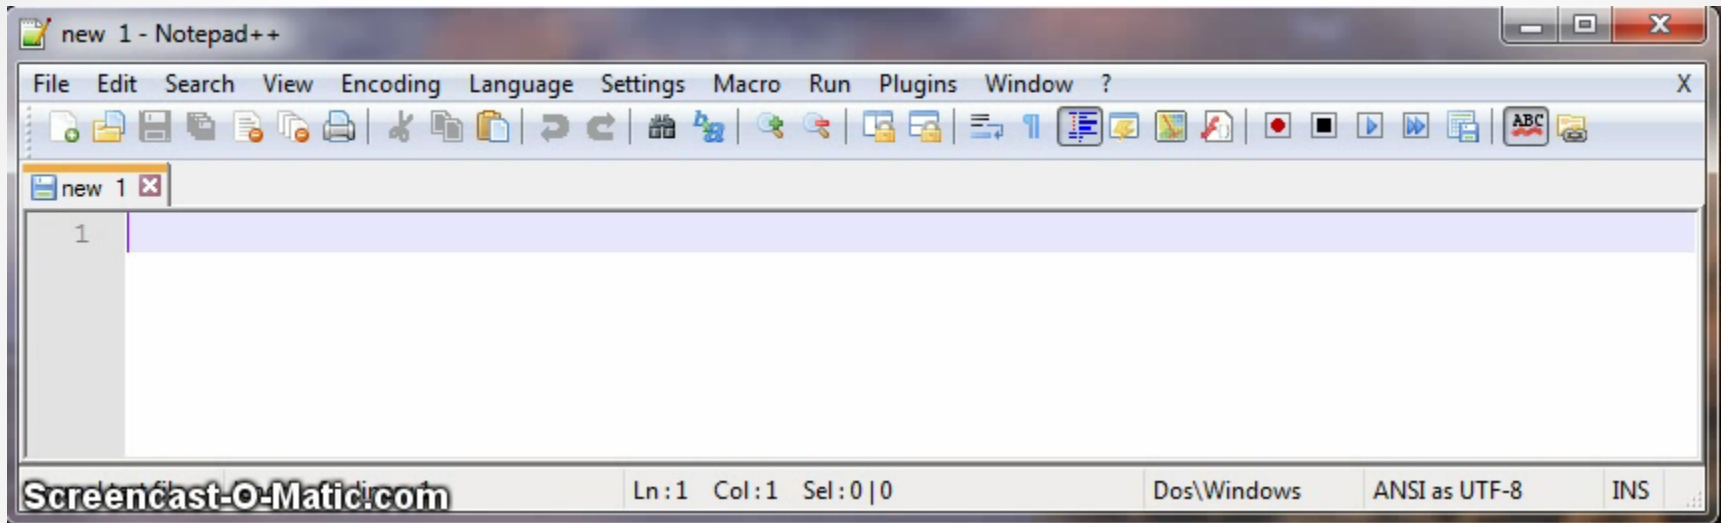 new 1 - Notepad++
File Edit Search View Encoding Language Settings Macro Run Plugins Window ? X
ABC
new 1
1
Screencast-O-Matic.com
Ln:1 Col:1 Sel:0|0 Dos\Windows ANSI as UTF-8 INS